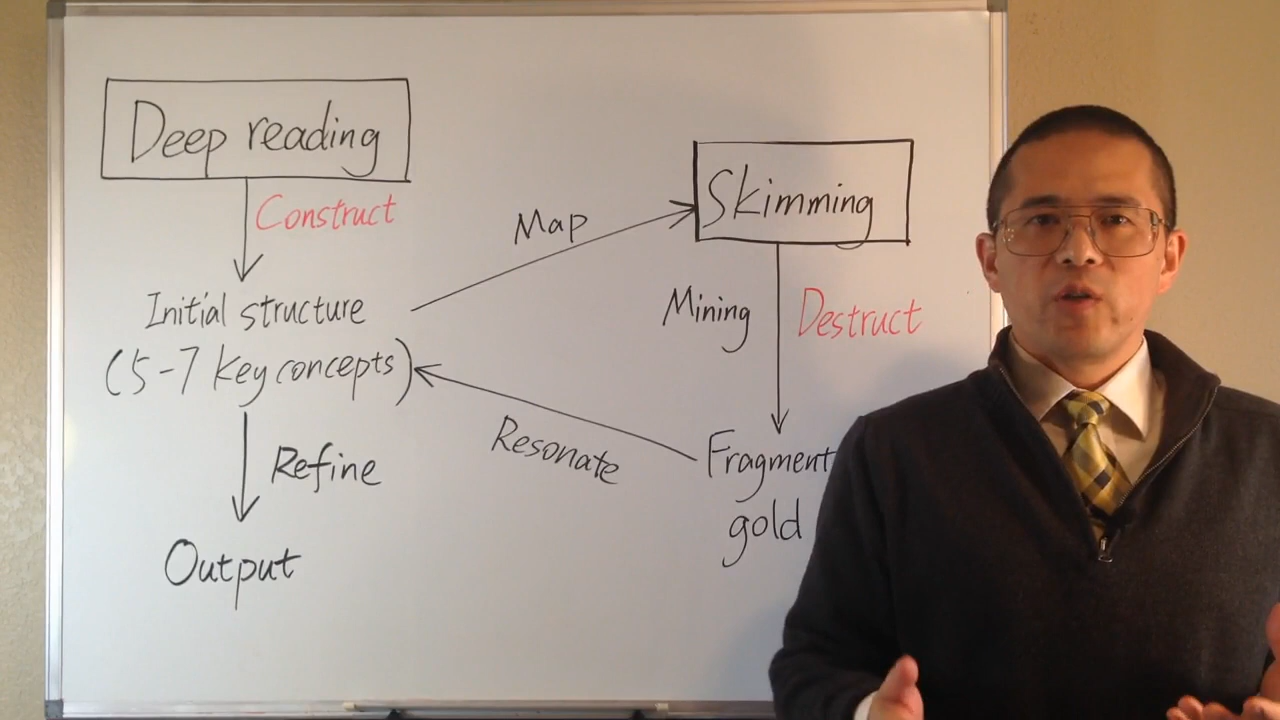 Deep reading
Construct
Initial structure
(5-7 key concepts)
Refine
Output
Map
Resonate
Skimming
Mining
Destruct
Fragment
gold